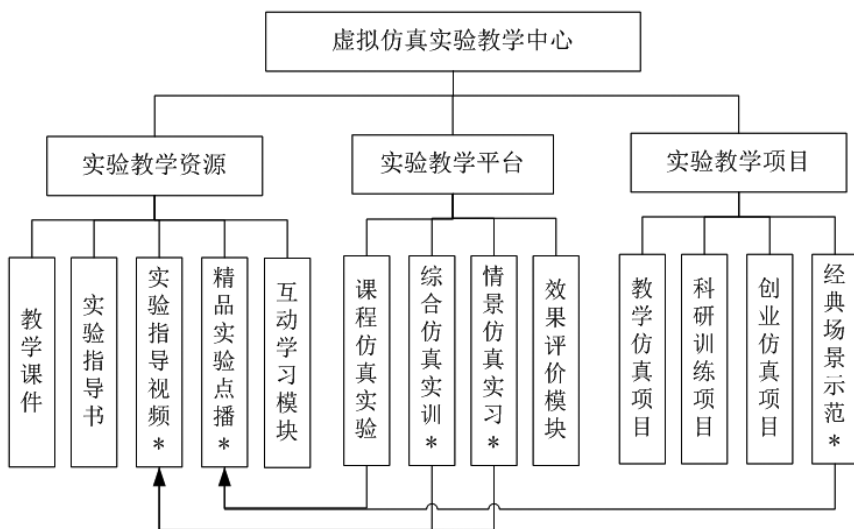 虚拟仿真实验教学中心
实验教学资源
实验教学平台
实验教学项目
教学课件
实验指导书
实验指导视频*
精品实验点播*
互动学习模块
课程仿真实验
综合仿真实训*
情景仿真实习*
效果评价模块
教学仿真项目
科研训练项目
创业仿真项目
经典场景示范*